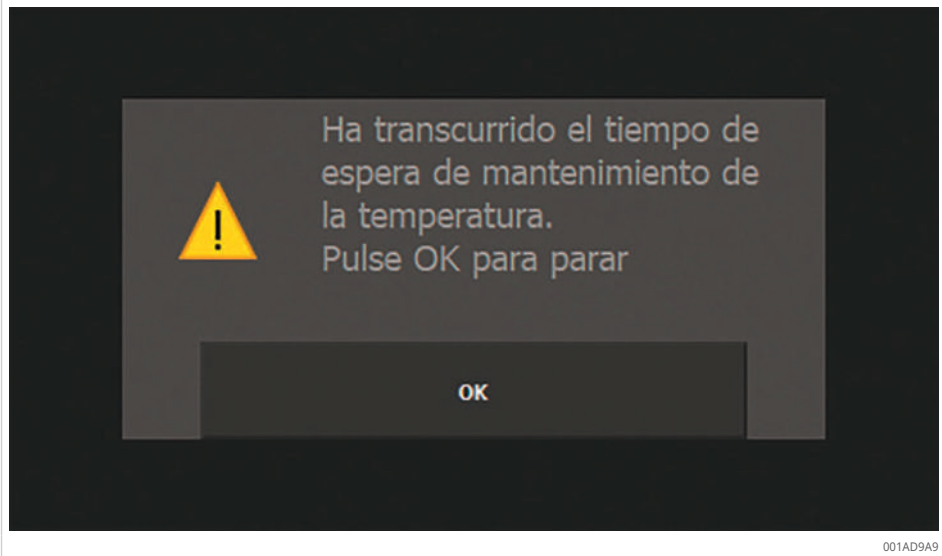 Ha transcurrido el tiempo de
espera de mantenimiento de
la temperatura.
Pulse OK para parar
!
OK
001AD9A9